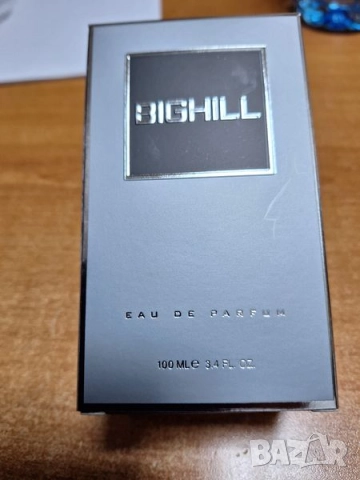 BIGHILL
EAU DE PARFUM
100 ML℮ 3.4 FL. OZ.
BAZAR